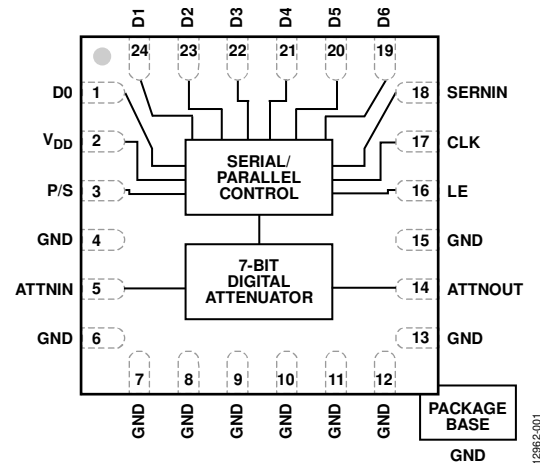 D1 D2 D3 D4 D5 D6
24 23 22 21 20 19
D0 1
VDD 2
P/S 3
GND 4
ATTNIN 5
GND 6
18 SERNIN
17 CLK
16 LE
15 GND
14 ATTNOUT
13 GND
SERIAL/
PARALLEL
CONTROL
7-BIT
DIGITAL
ATTENUATOR
7 8 9 10 11 12
GND GND GND GND GND GND
PACKAGE
BASE
GND
12962-001